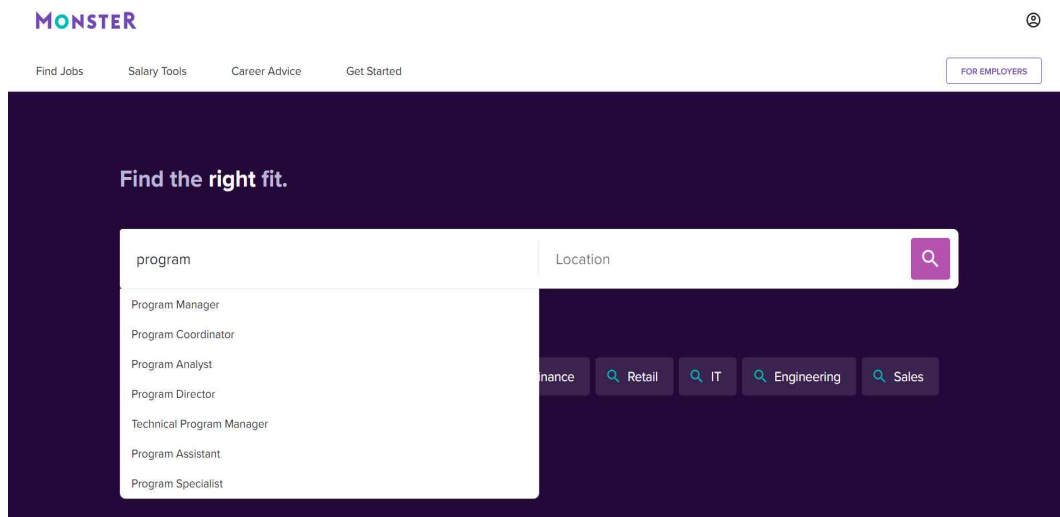 MONSTER
Find Jobs Salary Tools Career Advice Get Started FOR EMPLOYERS
Find the right fit.
program Location
Program Manager
Program Coordinator
Program Analyst
Program Director
Technical Program Manager
Program Assistant
Program Specialist
inance Retail IT Engineering Sales